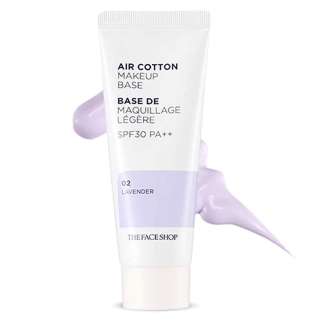 AIR COTTON
MAKEUP
BASE
BASE DE
MAQUILLAGE
LÉGÈRE
SPF30 PA++
02
LAVENDER
THEFACESHOP